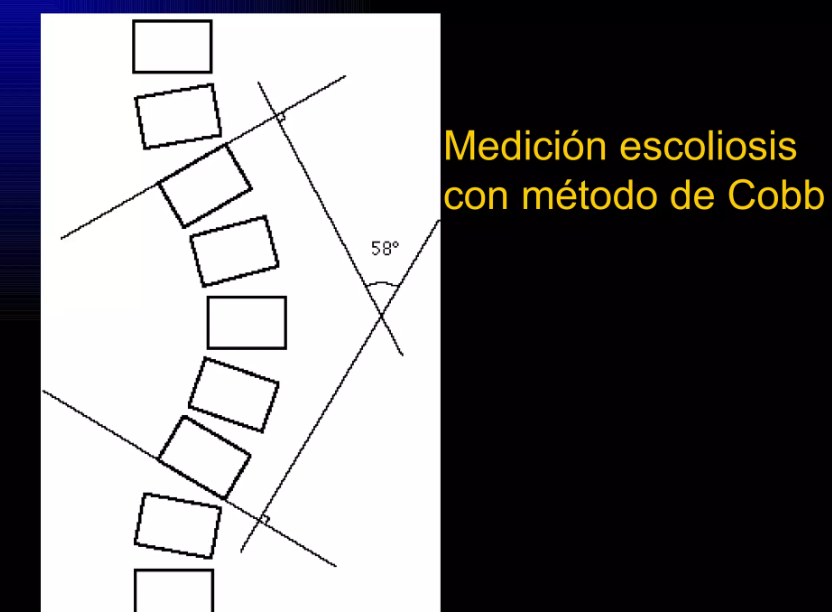 Medición escoliosis
con método de Cobb
58°